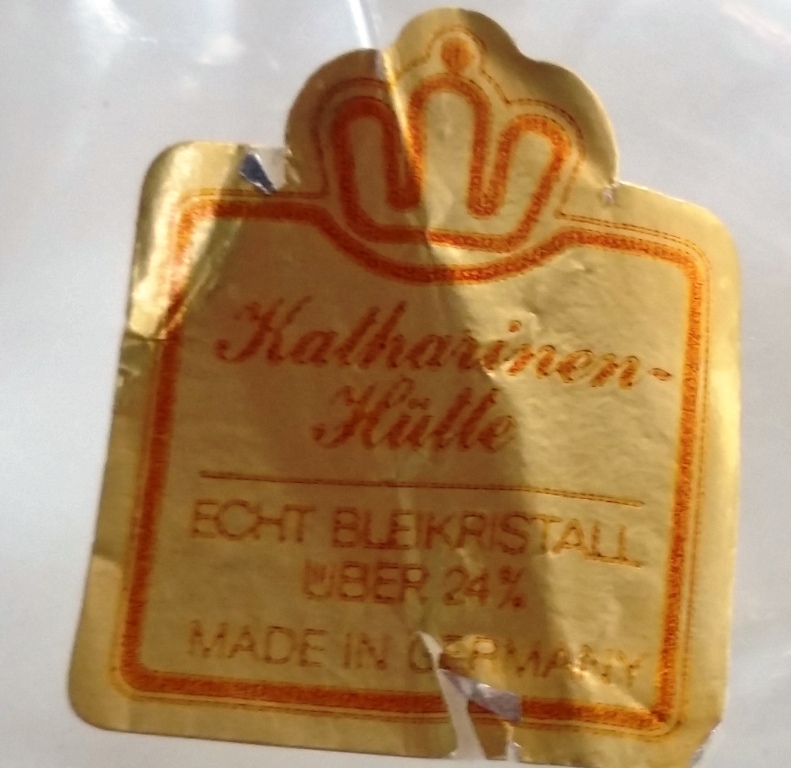 Katharinen-
Hütte
ECHT BLEIKRISTALL
ÜBER 24%
MADE IN GERMANY